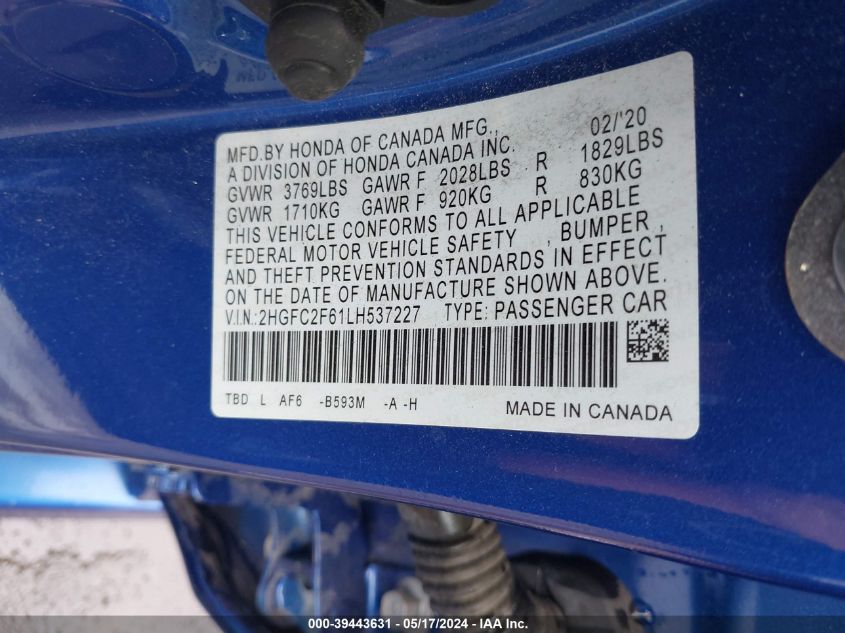 MFD.BY HONDA OF CANADA MFG., 02/'20
A DIVISION OF HONDA CANADA INC.
GVWR 3769LBS GAWR F 2028LBS R 1829LBS
GVWR 1710KG GAWR F 920KG R 830KG
THIS VEHICLE CONFORMS TO ALL APPLICABLE
FEDERAL MOTOR VEHICLE SAFETY , BUMPER,
AND THEFT PREVENTION STANDARDS IN EFFECT
ON THE DATE OF MANUFACTURE SHOWN ABOVE.
V.I.N.:2HGFC2F61LH537227 TYPE: PASSENGER CAR
TBD L AF6 -B593M -A -H MADE IN CANADA
000-39443631 - 05/17/2024 - IAA Inc.